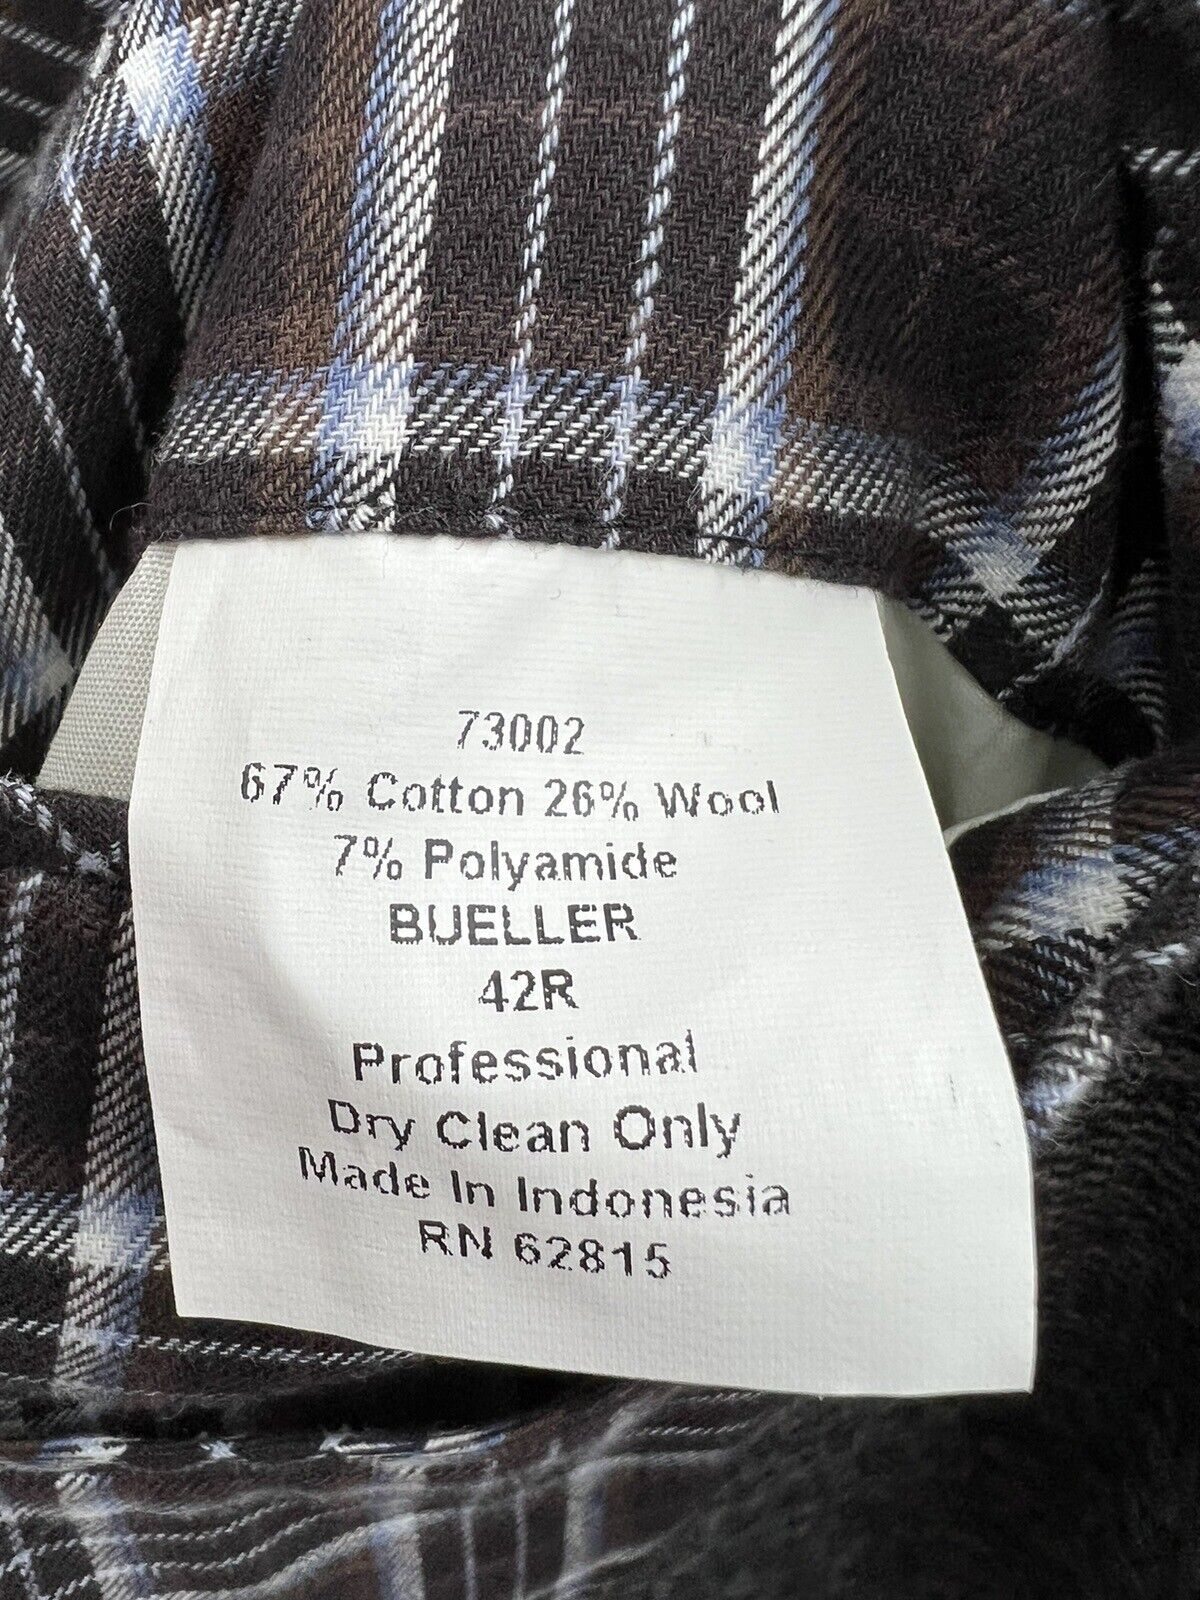 73002
67% Cotton 26% Wool
7% Polyamide
BUELLER
42R
Professional
Dry Clean Only
Made In Indonesia
RN 62815